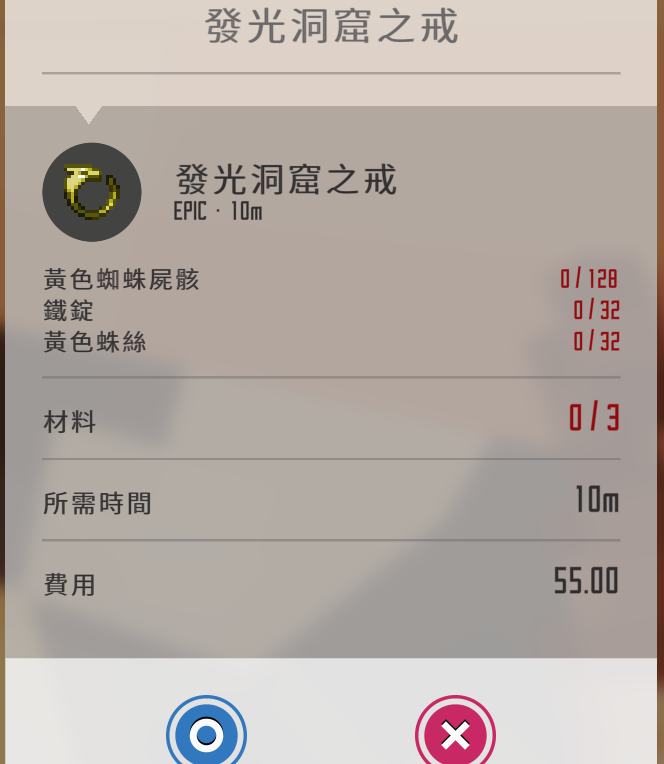 發光洞窟之戒
發光洞窟之戒
EPIC · 10m
黃色蜘蛛屍骸 0 / 128
鐵錠 0 / 32
黃色蛛絲 0 / 32
材料 0 / 3
所需時間 10m
費用 55.00